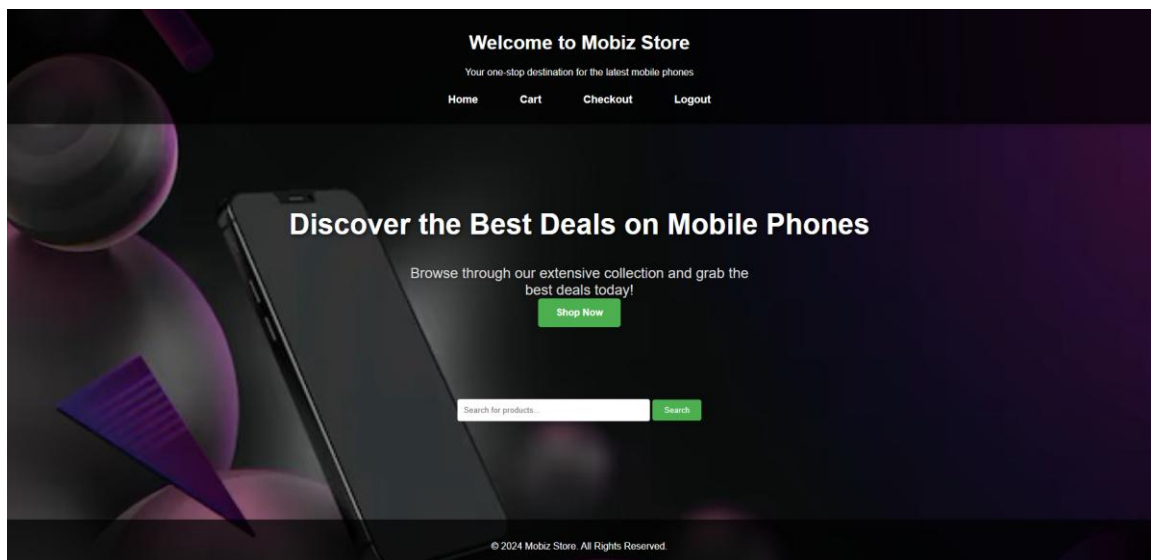 Welcome to Mobiz Store
Your one-stop destination for the latest mobile phones
Home Cart Checkout Logout
Discover the Best Deals on Mobile Phones
Browse through our extensive collection and grab the
best deals today!
Shop Now
Search for products... Search
© 2024 Mobiz Store. All Rights Reserved.